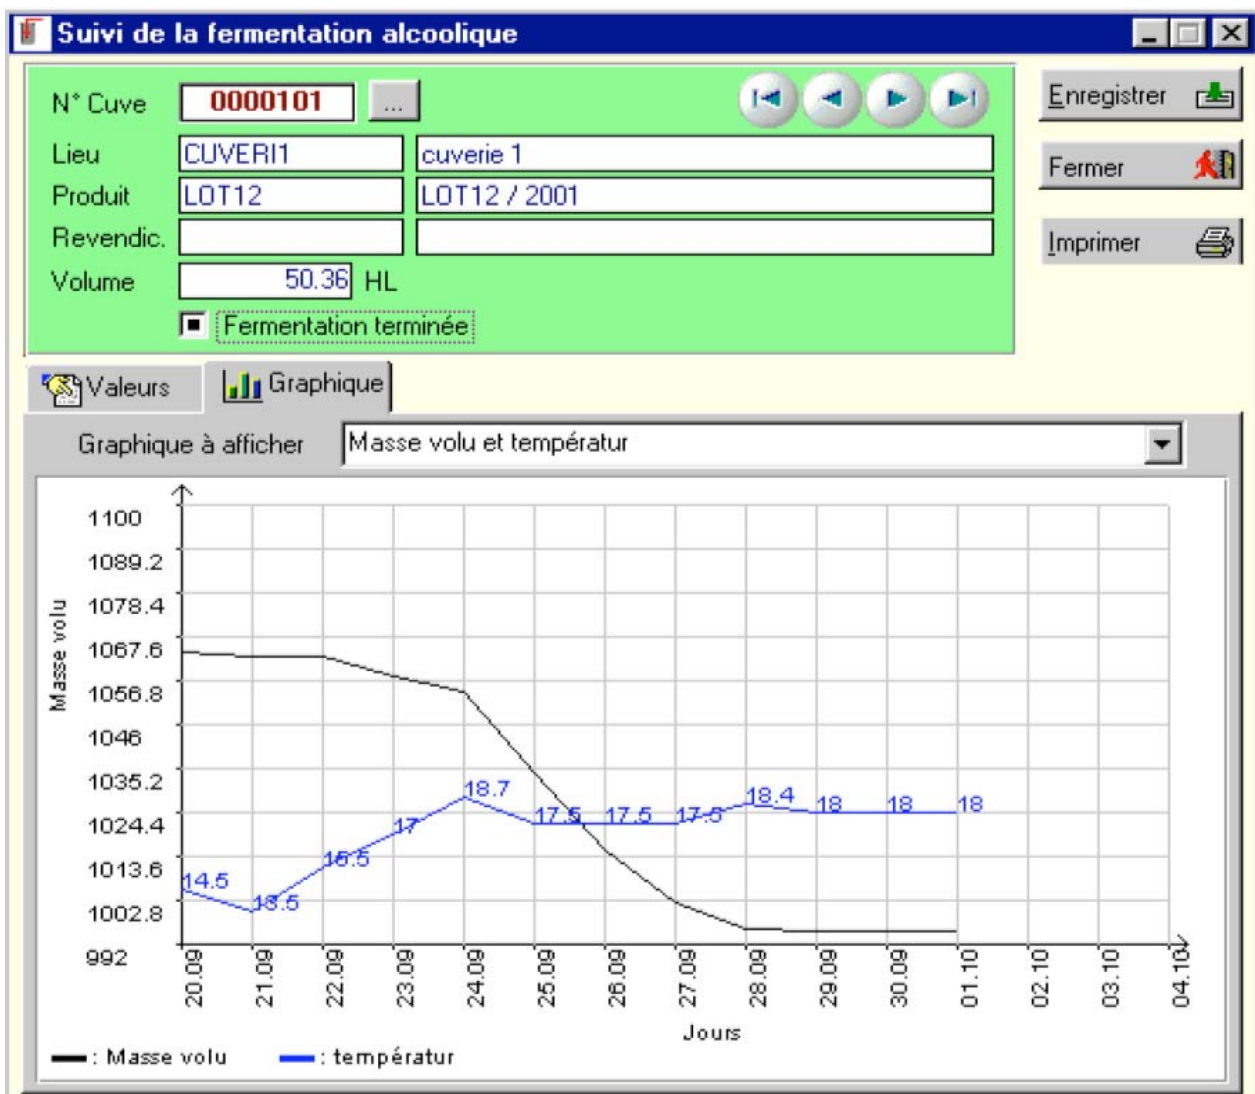 Suivi de la fermentation alcoolique
N° Cuve 0000101 ...
Enregistrer
Lieu CUVERI1 cuverie 1
Fermer
Produit LOT12 LOT12 / 2001
Revendic.
Imprimer
Volume 50.36 HL
Fermentation terminée
Valeurs Graphique
Graphique à afficher Masse volu et températur
1100
1089.2
1078.4
1067.6
1056.8
1046
1035.2
1024.4
1013.6
1002.8
992
Masse volu
14.5 13.5 15.5 17 18.7 17.5 17.5 17.5 18.4 18 18 18
20.09 21.09 22.09 23.09 24.09 25.09 26.09 27.09 28.09 29.09 30.09 01.10 02.10 03.10 04.10
Jours
: Masse volu : températur